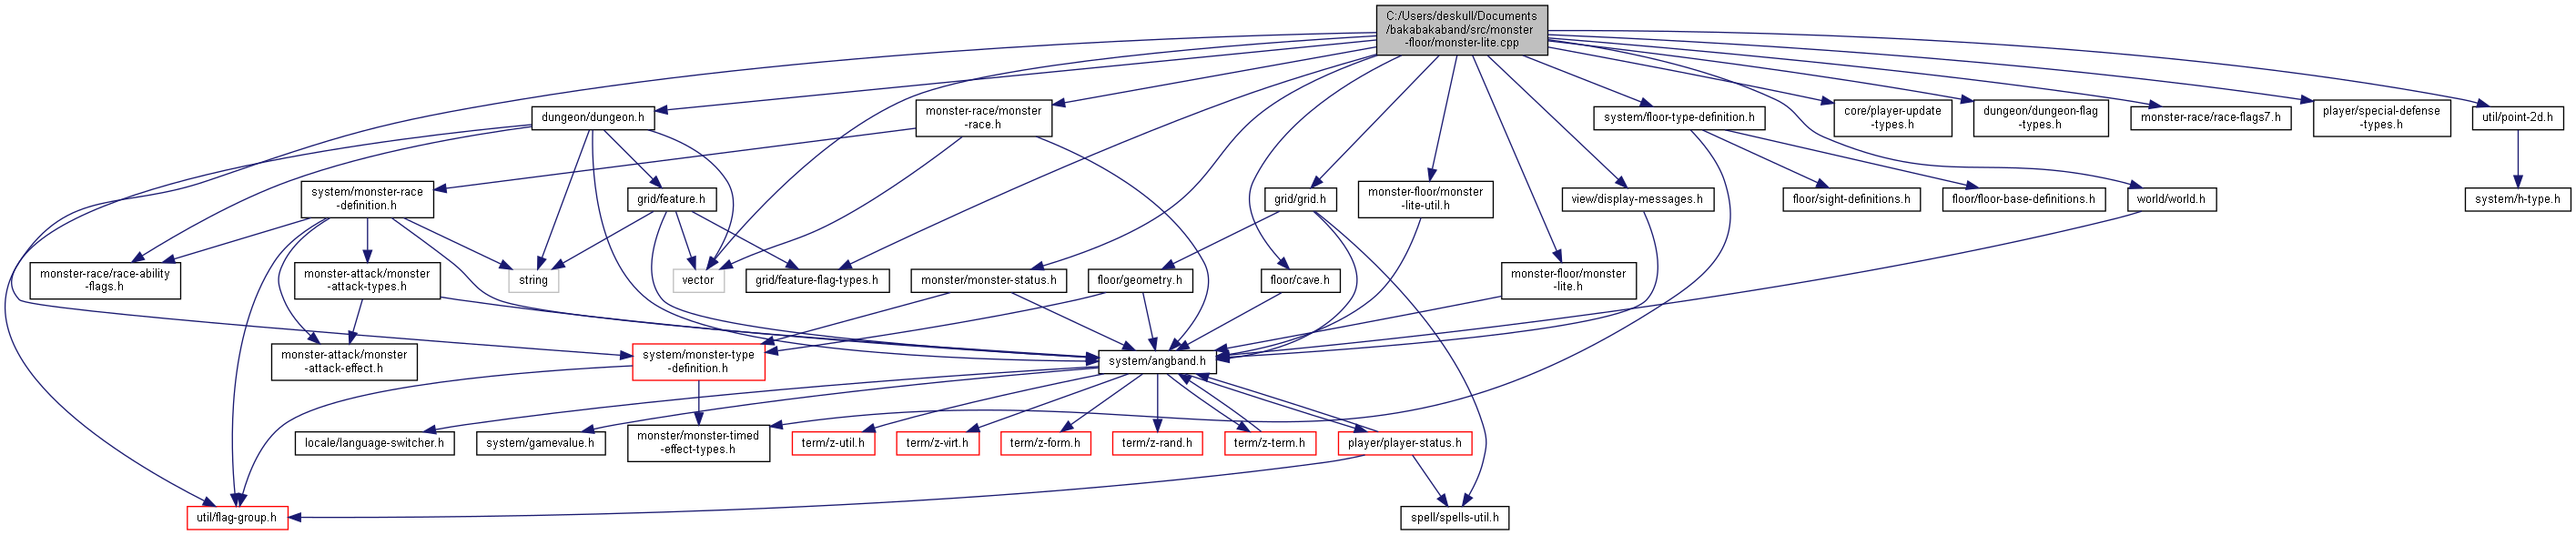 C:/Users/deskull/Documents
/bakabakaband/src/monster
-floor/monster-lite.cpp
dungeon/dungeon.h
monster-race/monster
-race.h
system/floor-type-definition.h
core/player-update
-types.h
dungeon/dungeon-flag
-types.h
monster-race/race-flags7.h
player/special-defense
-types.h
util/point-2d.h
system/monster-race
-definition.h
grid/feature.h
grid/grid.h
monster-floor/monster
-lite-util.h
view/display-messages.h
floor/sight-definitions.h
floor/floor-base-definitions.h
world/world.h
system/h-type.h
monster-race/race-ability
-flags.h
monster-attack/monster
-attack-types.h
string
vector
grid/feature-flag-types.h
monster/monster-status.h
floor/geometry.h
floor/cave.h
monster-floor/monster
-lite.h
monster-attack/monster
-attack-effect.h
system/monster-type
-definition.h
system/angband.h
locale/language-switcher.h
system/gamevalue.h
monster/monster-timed
-effect-types.h
term/z-util.h
term/z-virt.h
term/z-form.h
term/z-rand.h
term/z-term.h
player/player-status.h
util/flag-group.h
spell/spells-util.h